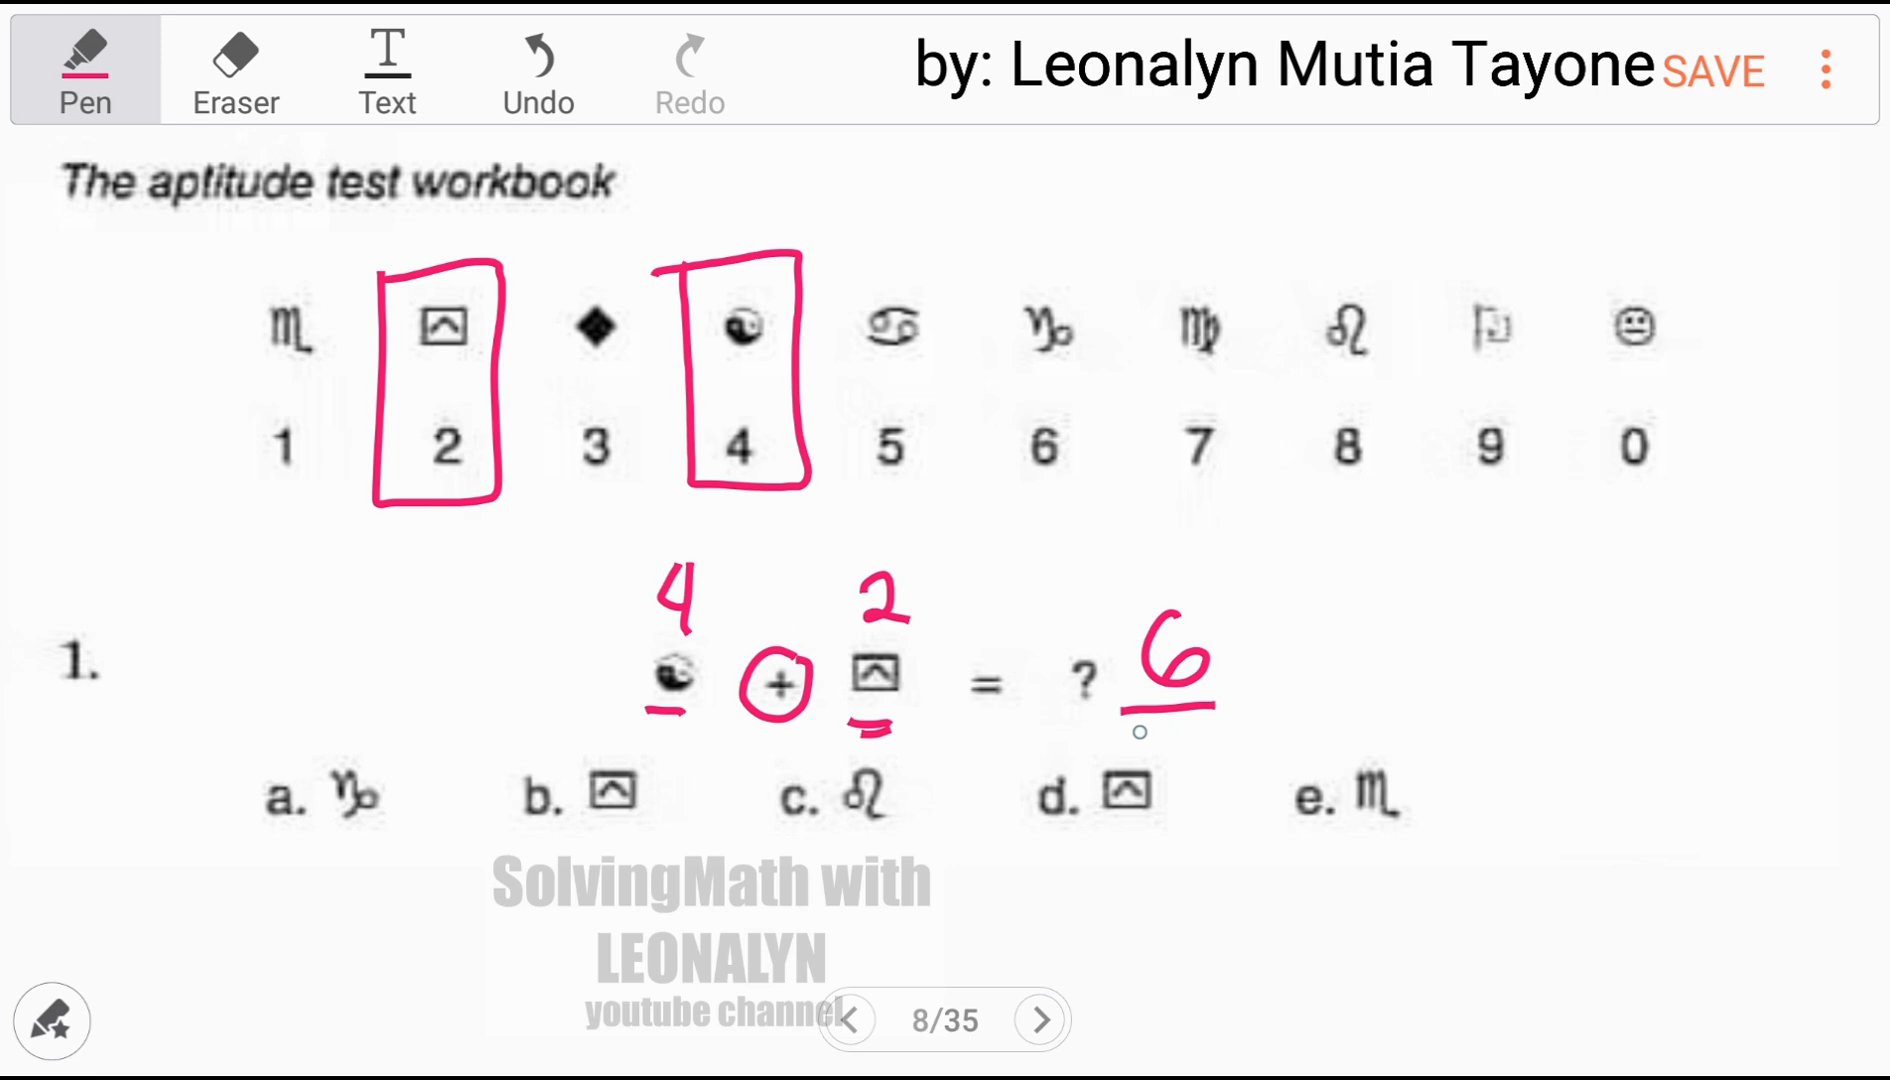 Pen Eraser Text Undo Redo by: Leonalyn Mutia Tayone SAVE
The aptitude test workbook
♏ ◆ ☯ ♋ ♑ ♍ ♌ 😐
1 2 3 4 5 6 7 8 9 0
4 2 6
1. ☯ + = ?
a. ♑ b. c. ♌ d. e. ♏
SolvingMath with
LEONALYN
youtube channel
8/35